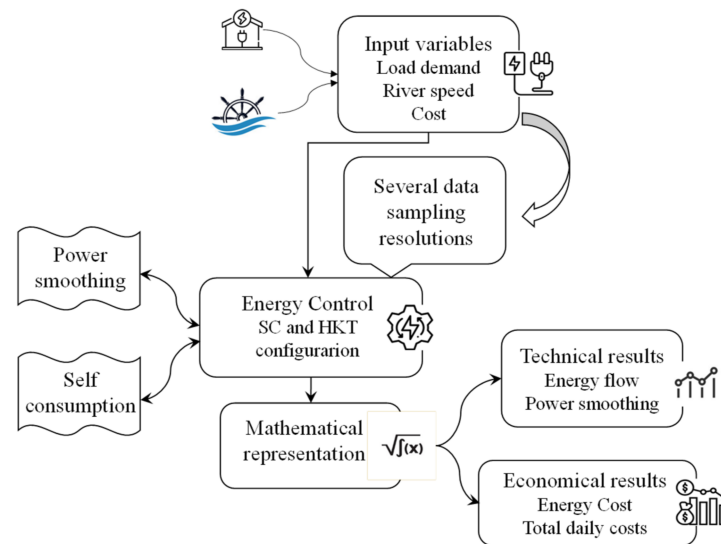 Input variables
Load demand
River speed
Cost
Several data
sampling
resolutions
Power
smoothing
Energy Control
SC and HKT
configurarion
Self
consumption
Mathematical
representation
√∫(x)
Technical results
Energy flow
Power smoothing
Economical results
Energy Cost
Total daily costs